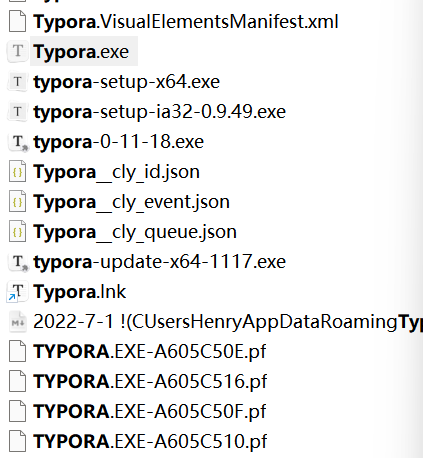 Typora.VisualElementsManifest.xml
Typora.exe
typora-setup-x64.exe
typora-setup-ia32-0.9.49.exe
typora-0-11-18.exe
Typora__cly_id.json
Typora__cly_event.json
Typora__cly_queue.json
typora-update-x64-1117.exe
Typora.lnk
2022-7-1 !(CUsersHenryAppDataRoamingTyp
TYPORA.EXE-A605C50E.pf
TYPORA.EXE-A605C516.pf
TYPORA.EXE-A605C50F.pf
TYPORA.EXE-A605C510.pf